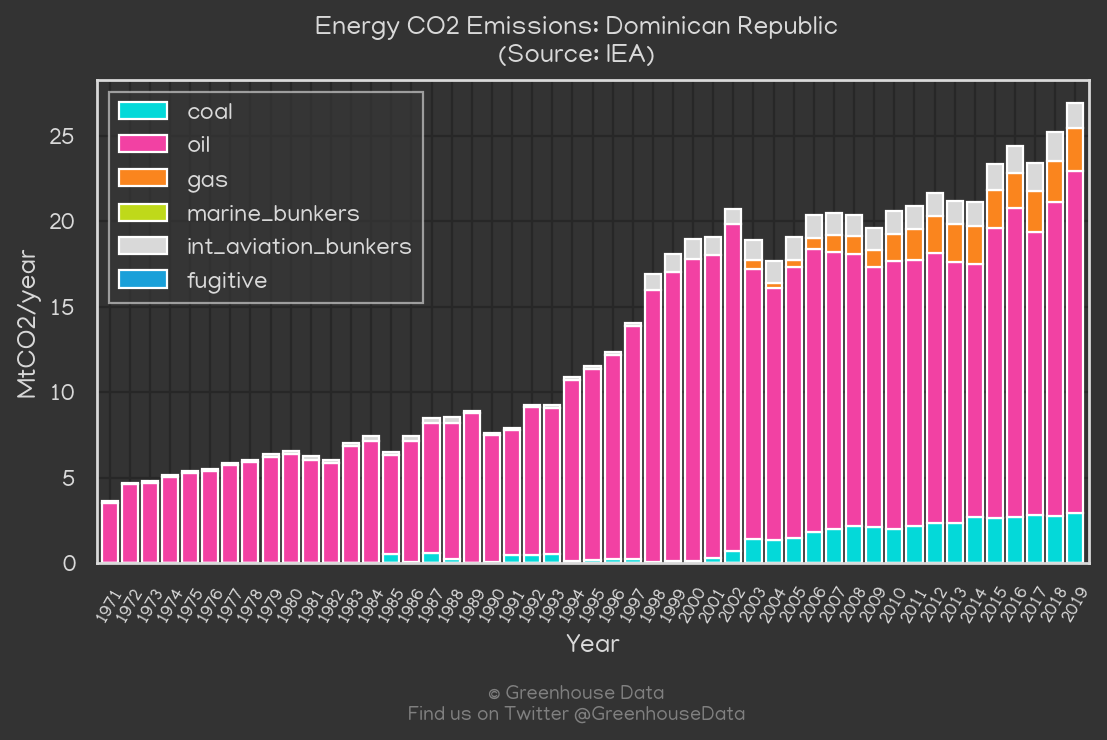 Energy CO2 Emissions: Dominican Republic
(Source: IEA)
coal
oil
gas
marine_bunkers
int_aviation_bunkers
fugitive
MtCO2/year
25
20
15
10
5
0
1971 1972 1973 1974 1975 1976 1977 1978 1979 1980 1981 1982 1983 1984 1985 1986 1987 1988 1989 1990 1991 1992 1993 1994 1995 1996 1997 1998 1999 2000 2001 2002 2003 2004 2005 2006 2007 2008 2009 2010 2011 2012 2013 2014 2015 2016 2017 2018 2019
Year
© Greenhouse Data
Find us on Twitter @GreenhouseData